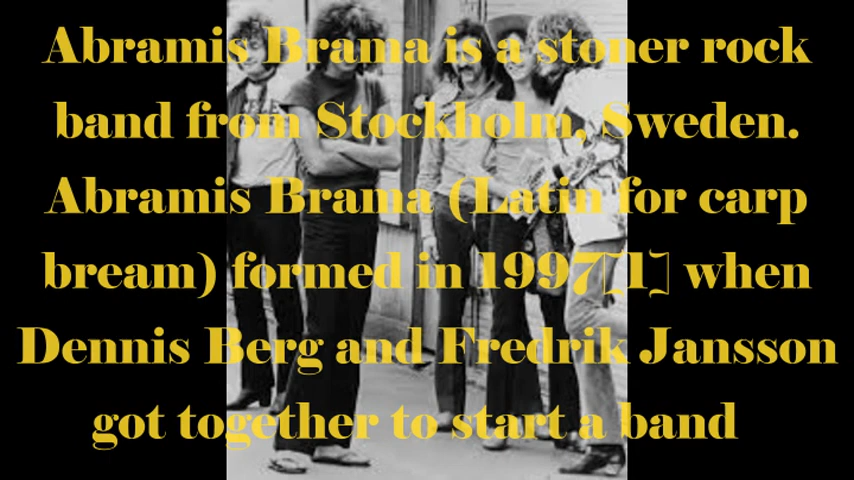 Abramis Brama is a stoner rock
band from Stockholm, Sweden.
Abramis Brama (Latin for carp
bream) formed in 1997[1] when
Dennis Berg and Fredrik Jansson
got together to start a band